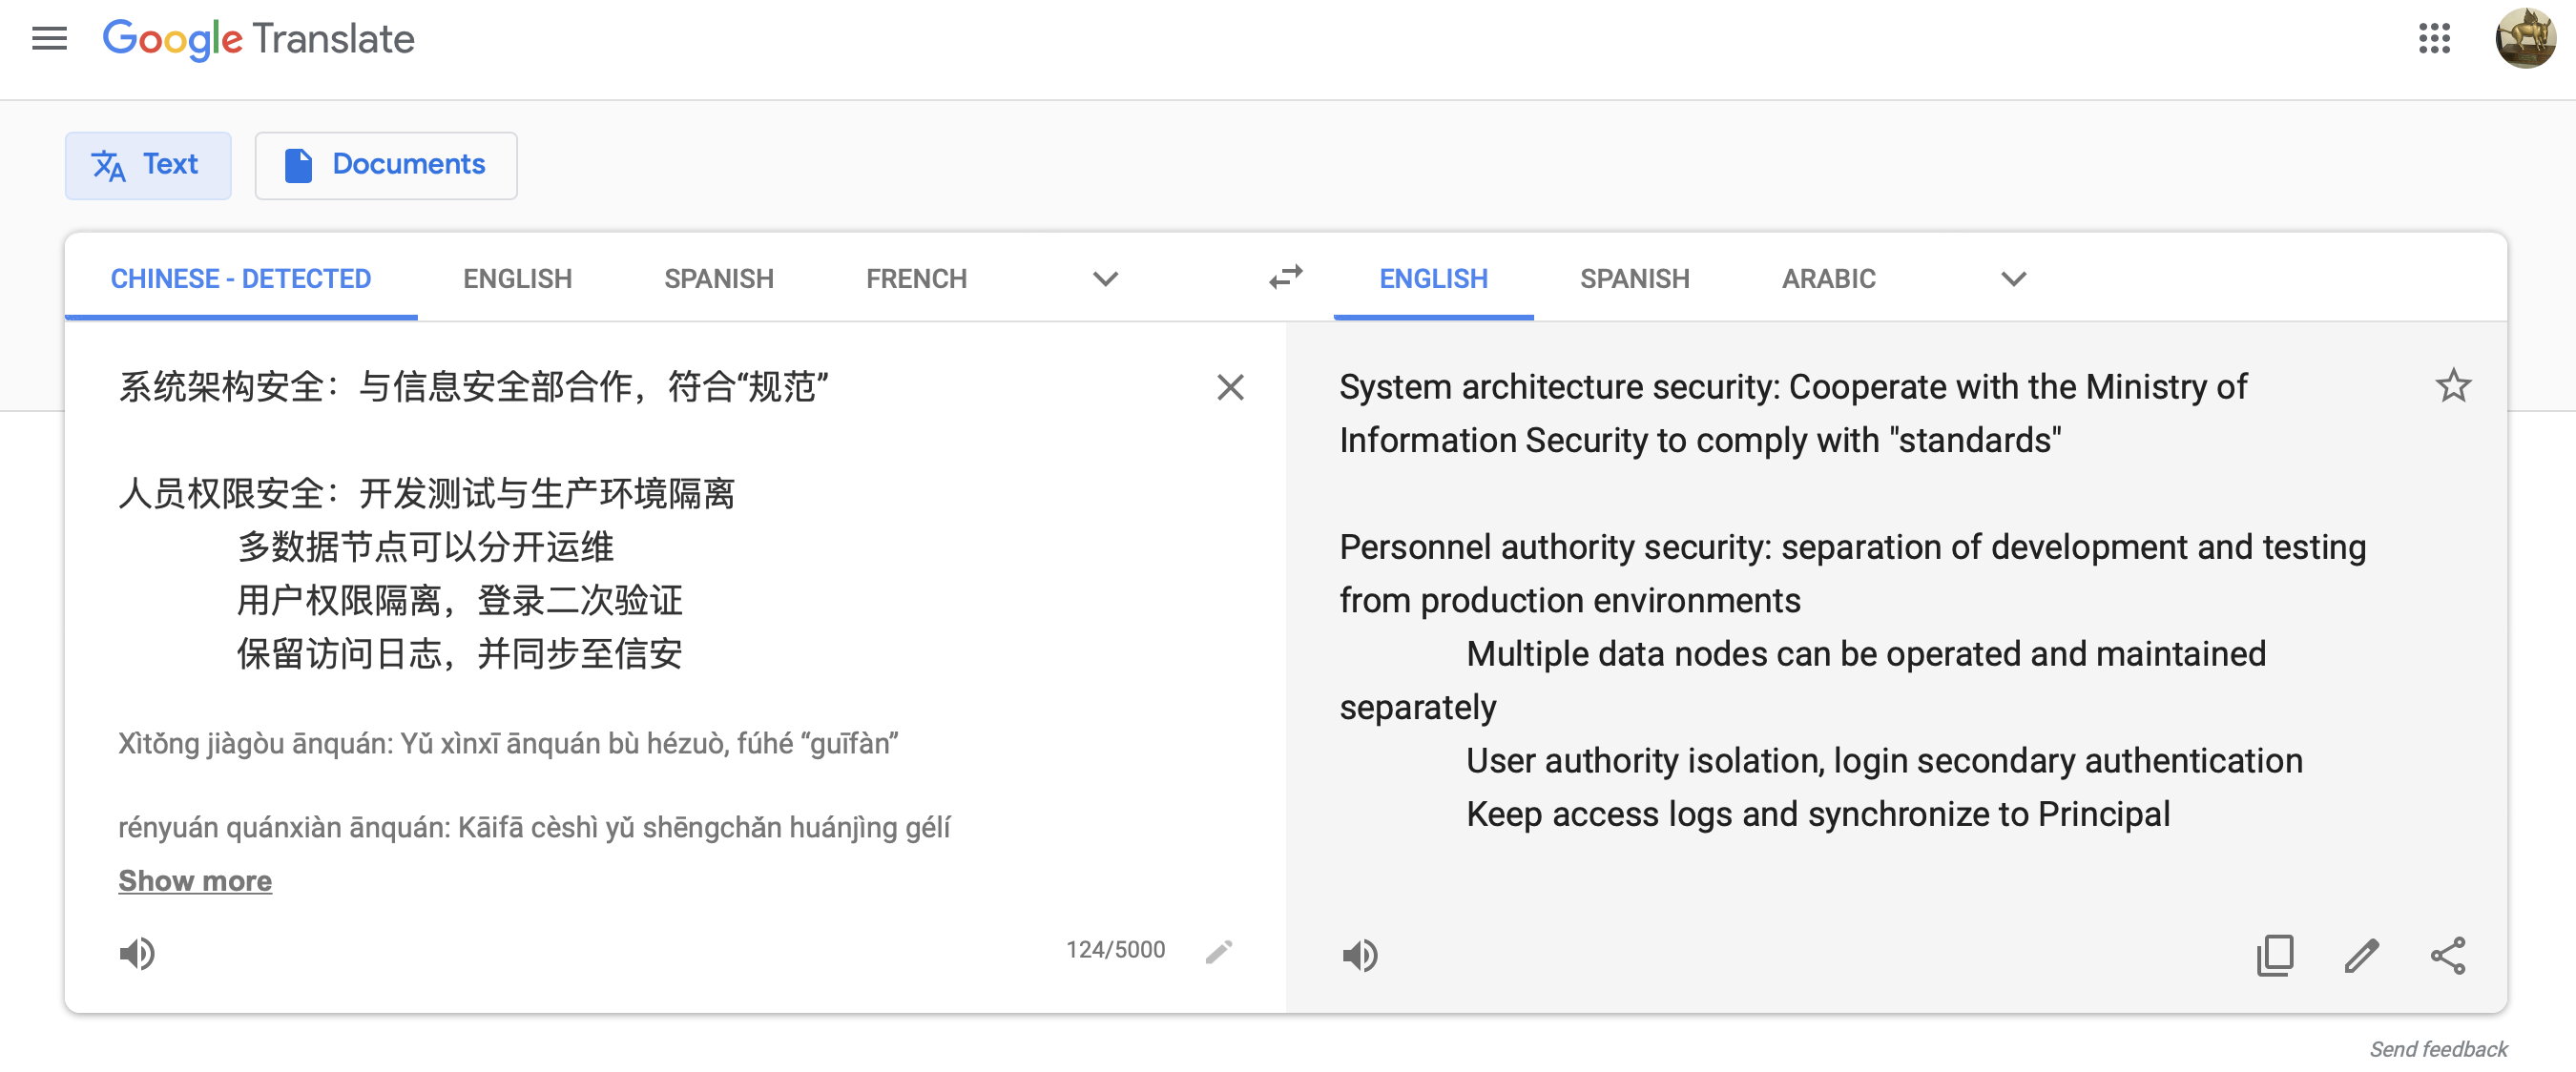 Google Translate
Text
Documents
CHINESE - DETECTED
ENGLISH
SPANISH
FRENCH
ENGLISH
SPANISH
ARABIC
系统架构安全：与信息安全部合作，符合“规范”
人员权限安全：开发测试与生产环境隔离
多数据节点可以分开运维
用户权限隔离，登录二次验证
保留访问日志，并同步至信安
Xìtǒng jiàgòu ānquán: Yǔ xìnxī ānquán bù hézuò, fúhé “guīfàn”
rényuán quánxiàn ānquán: Kāifā cèshì yǔ shēngchǎn huánjìng gélí
Show more
124/5000
System architecture security: Cooperate with the Ministry of
Information Security to comply with "standards"
Personnel authority security: separation of development and testing
from production environments
Multiple data nodes can be operated and maintained
separately
User authority isolation, login secondary authentication
Keep access logs and synchronize to Principal
Send feedback